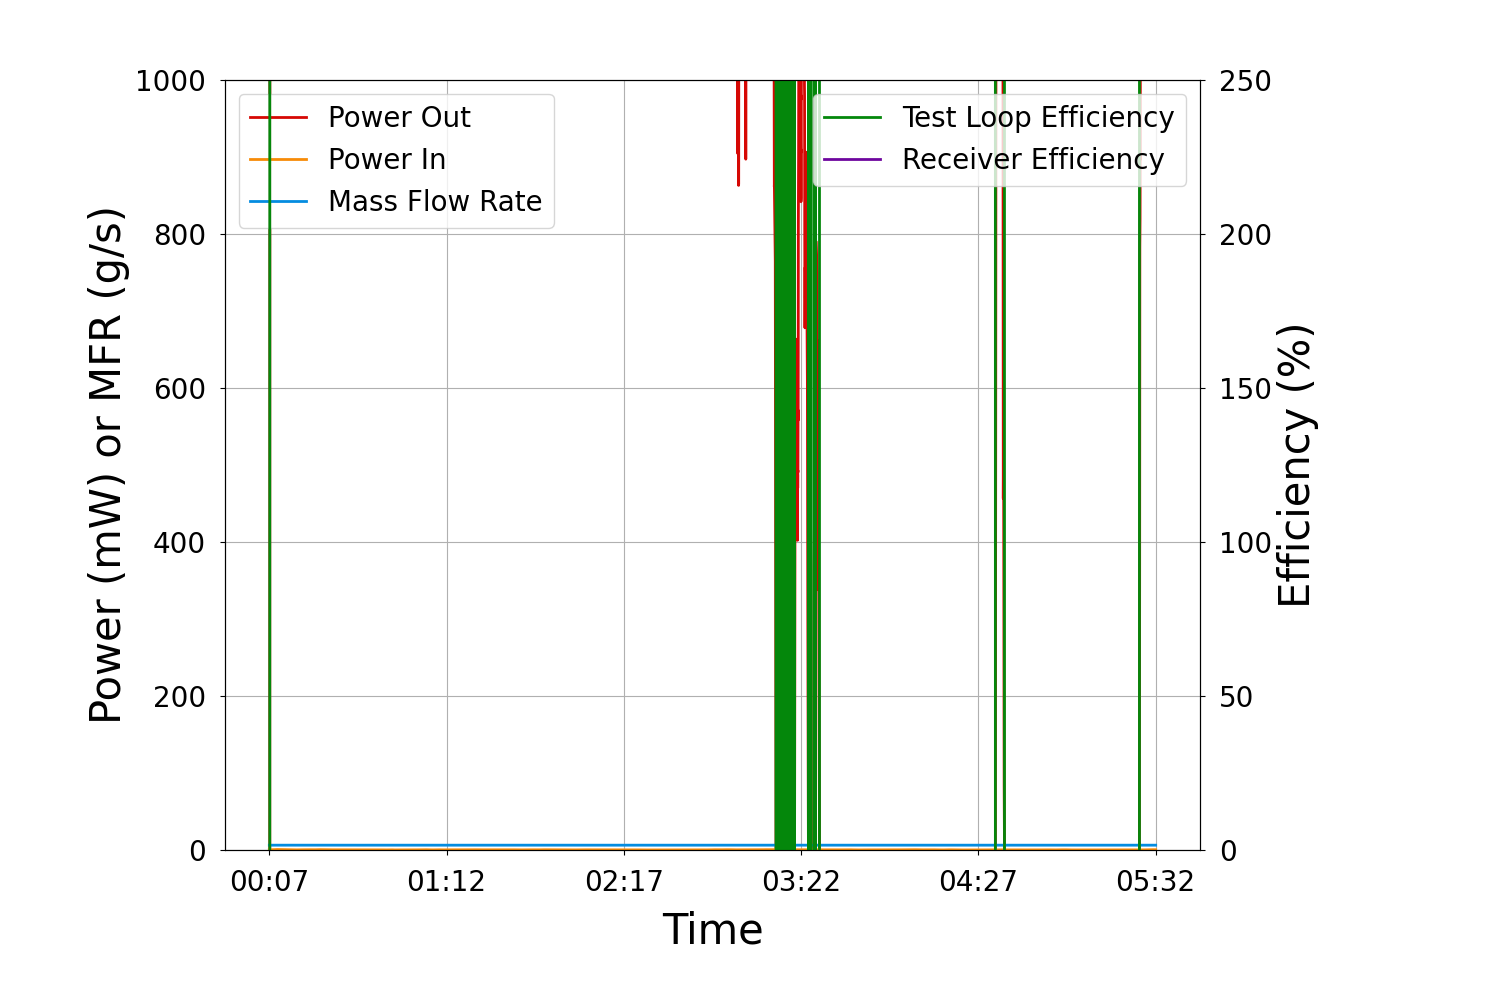 Power Out
Power In
Mass Flow Rate
Test Loop Efficiency
Receiver Efficiency
1000
800
600
400
200
0
Power (mW) or MFR (g/s)
250
200
150
100
50
0
Efficiency (%)
00:07 01:12 02:17 03:22 04:27 05:32
Time